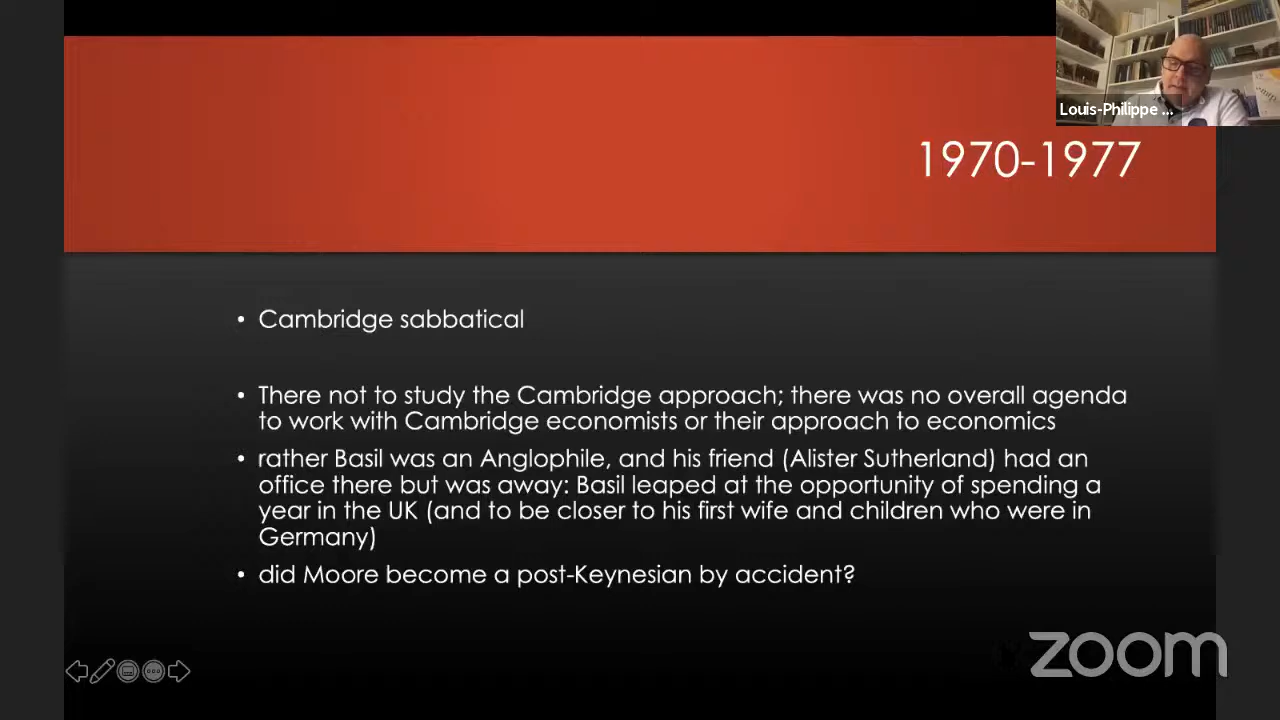 Louis-Philippe ...
1970-1977
• Cambridge sabbatical
• There not to study the Cambridge approach; there was no overall agenda
to work with Cambridge economists or their approach to economics
• rather Basil was an Anglophile, and his friend (Alister Sutherland) had an
office there but was away: Basil leaped at the opportunity of spending a
year in the UK (and to be closer to his first wife and children who were in
Germany)
• did Moore become a post-Keynesian by accident?
zoom